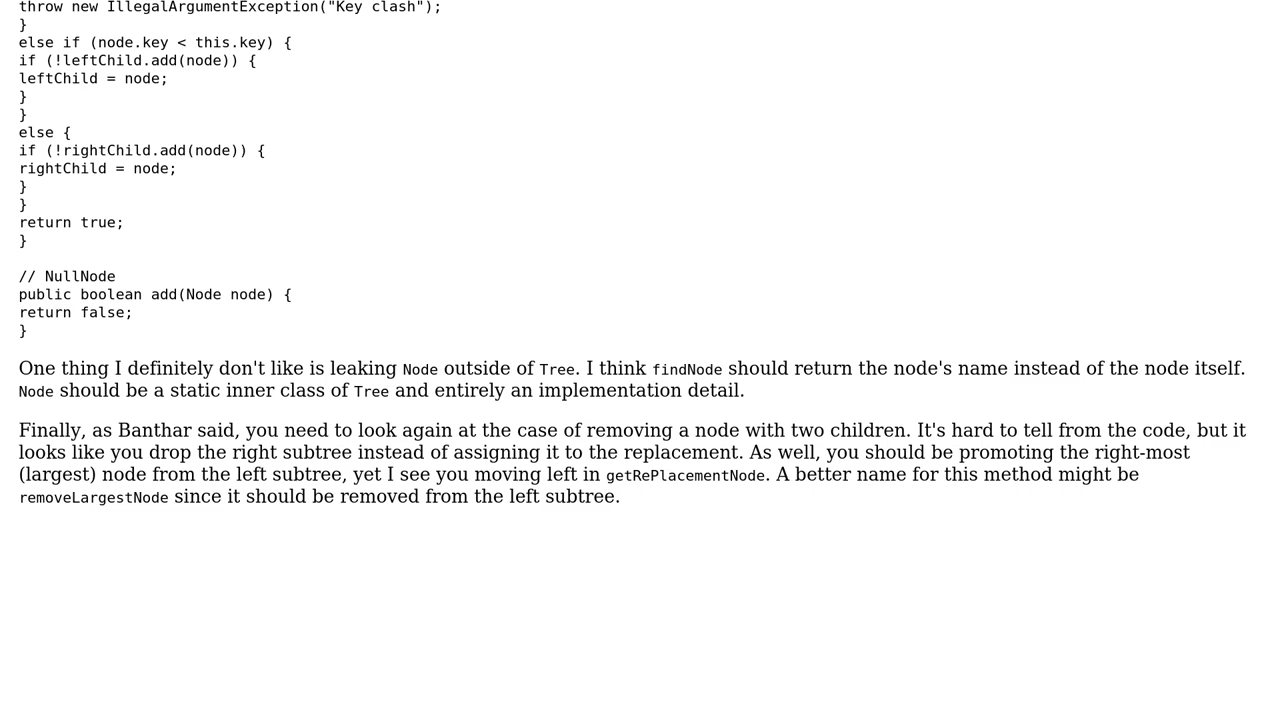 throw new IllegalArgumentException("Key clash");
}
else if (node.key < this.key) {
if (!leftChild.add(node)) {
leftChild = node;
}
}
else {
if (!rightChild.add(node)) {
rightChild = node;
}
}
return true;
}

// NullNode
public boolean add(Node node) {
return false;
}

One thing I definitely don't like is leaking Node outside of Tree. I think findNode should return the node's name instead of the node itself.
Node should be a static inner class of Tree and entirely an implementation detail.

Finally, as Banthar said, you need to look again at the case of removing a node with two children. It's hard to tell from the code, but it
looks like you drop the right subtree instead of assigning it to the replacement. As well, you should be promoting the right-most
(largest) node from the left subtree, yet I see you moving left in getRePlacementNode. A better name for this method might be
removeLargestNode since it should be removed from the left subtree.